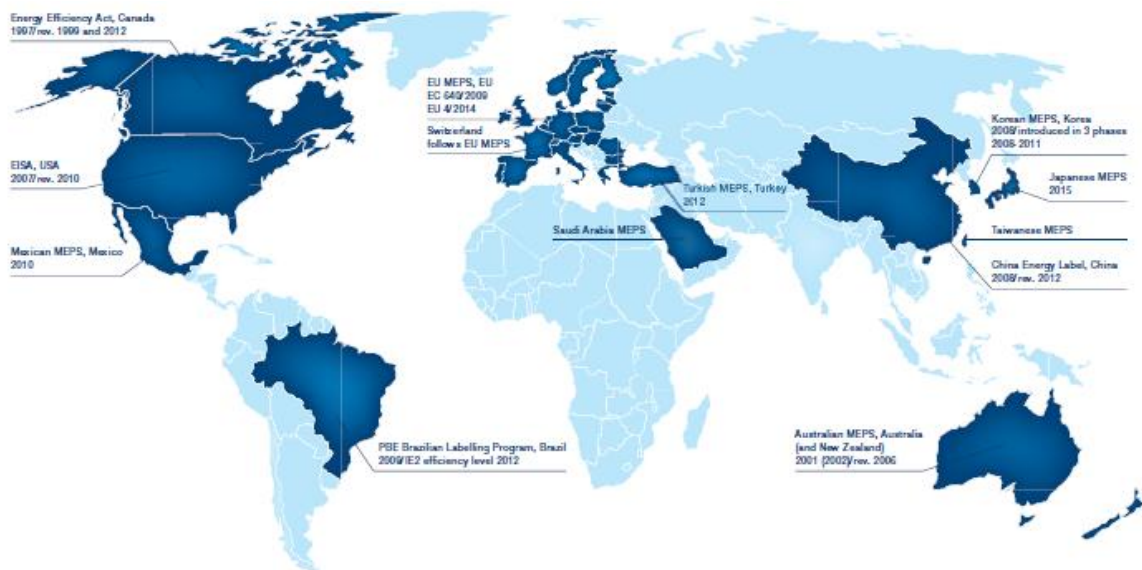 Energy Efficiency Act, Canada
1997/rev. 1999 and 2012
EU MEPS, EU
EC 640/2009
EU 4/2014
Switzerland
follows EU MEPS
Korean MEPS, Korea
2008/introduced in 3 phases
2008-2011
EISA, USA
2007/rev. 2010
Japanese MEPS
2015
Turkish MEPS, Turkey
2012
Saudi Arabia MEPS
Taiwanese MEPS
Mexican MEPS, Mexico
2010
China Energy Label, China
2008/rev. 2012
PBE Brazilian Labelling Program, Brazil
2009/IE2 efficiency level 2012
Australian MEPS, Australia
(and New Zealand)
2001 (2002)/rev. 2006